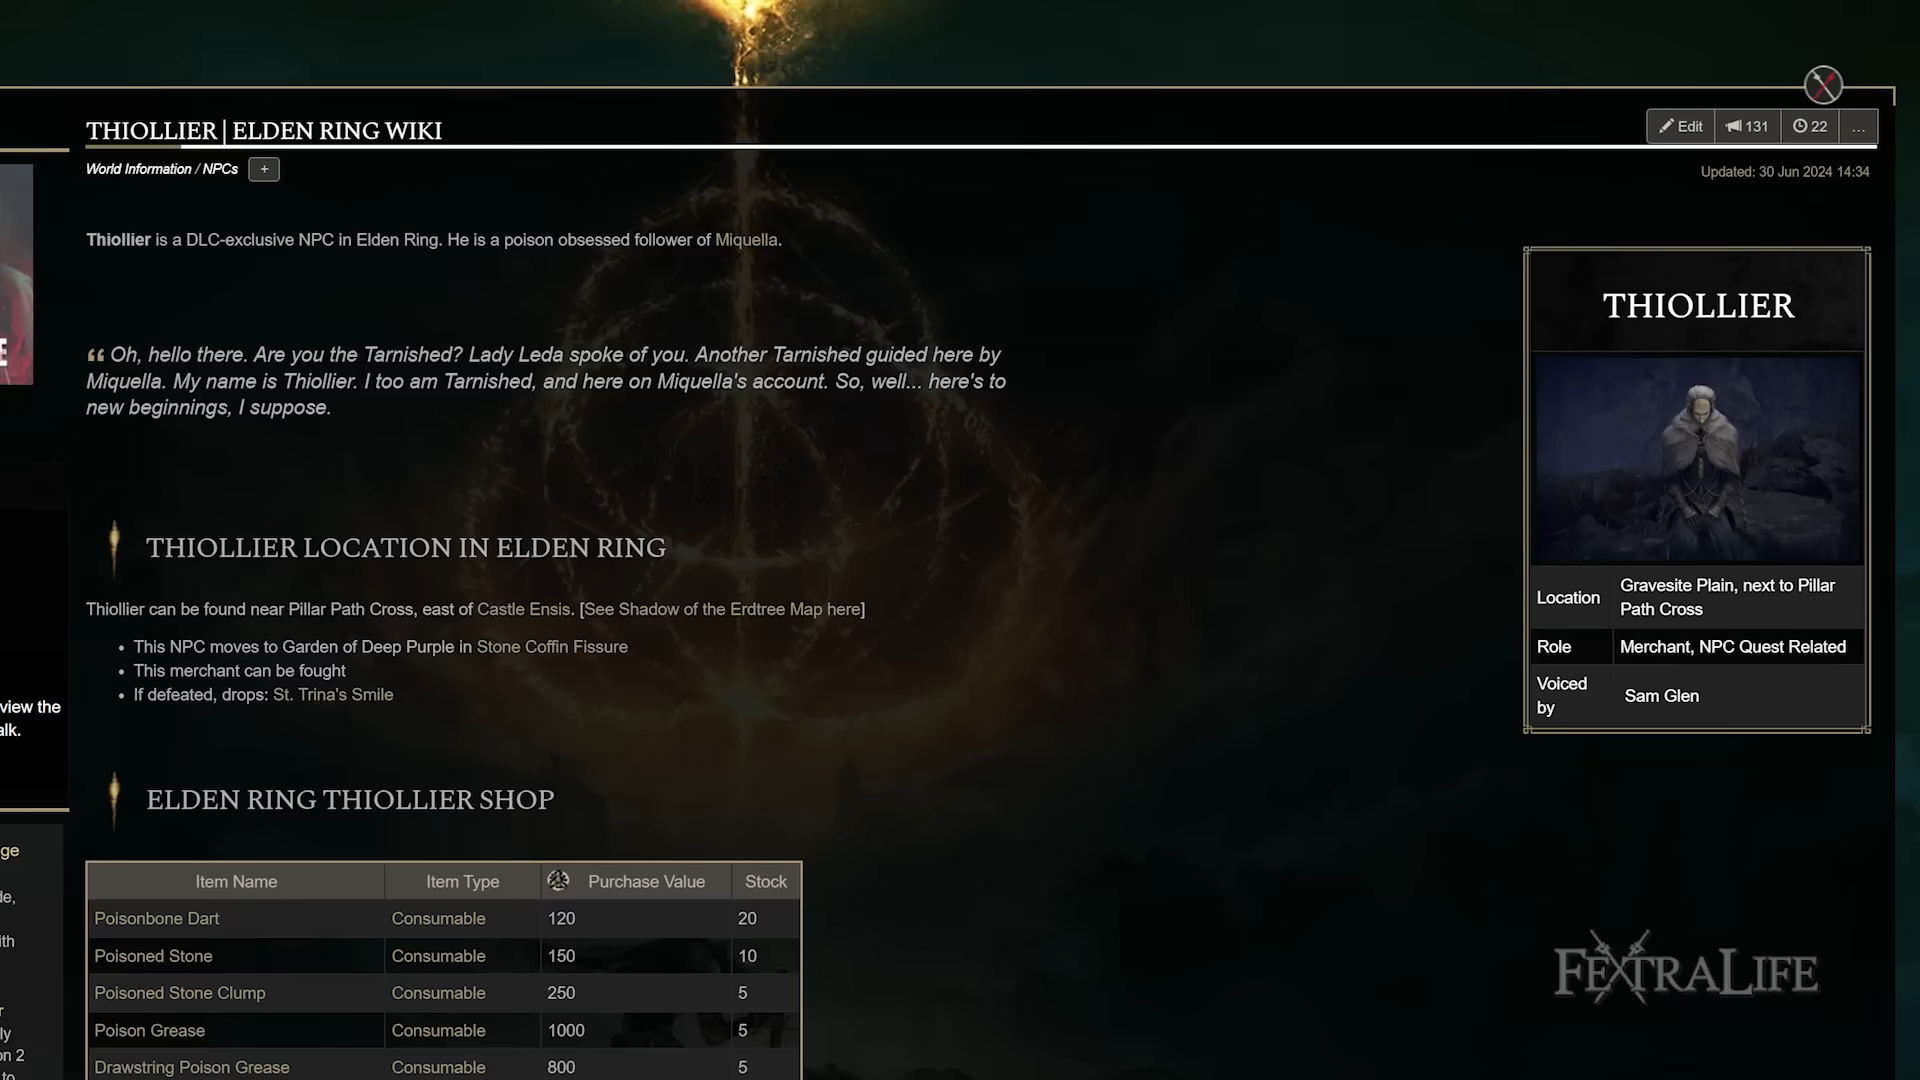 THIOLLIER | ELDEN RING WIKI
Edit 131 22 ...
World Information / NPCs +
Updated: 30 Jun 2024 14:34
Thiollier is a DLC-exclusive NPC in Elden Ring. He is a poison obsessed follower of Miquella.
Oh, hello there. Are you the Tarnished? Lady Leda spoke of you. Another Tarnished guided here by
Miquella. My name is Thiollier. I too am Tarnished, and here on Miquella's account. So, well... here's to
new beginnings, I suppose.
THIOLLIER LOCATION IN ELDEN RING
Thiollier can be found near Pillar Path Cross, east of Castle Ensis. [See Shadow of the Erdtree Map here]
• This NPC moves to Garden of Deep Purple in Stone Coffin Fissure
• This merchant can be fought
• If defeated, drops: St. Trina's Smile
ELDEN RING THIOLLIER SHOP
Item Name Item Type Purchase Value Stock
Poisonbone Dart Consumable 120 20
Poisoned Stone Consumable 150 10
Poisoned Stone Clump Consumable 250 5
Poison Grease Consumable 1000 5
Drawstring Poison Grease Consumable 800 5
THIOLLIER
Location Gravesite Plain, next to Pillar
Path Cross
Role Merchant, NPC Quest Related
Voiced
by Sam Glen
view the
alk.
ge
de,
ith
r
ly
on 2
to
E
FEXTRALIFE